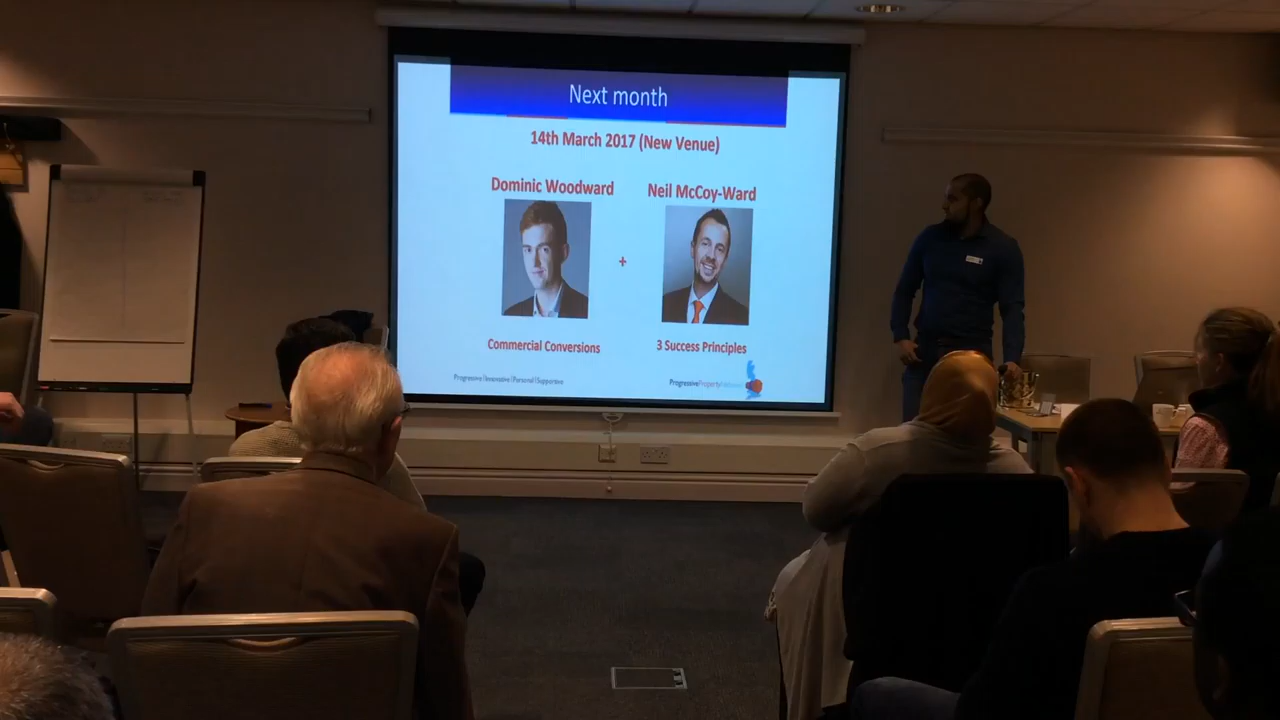 Next month
14th March 2017 (New Venue)
Dominic Woodward
Neil McCoy-Ward
+
Commercial Conversions
3 Success Principles
Progressive | Innovative | Personal | Supportive
ProgressiveProperty